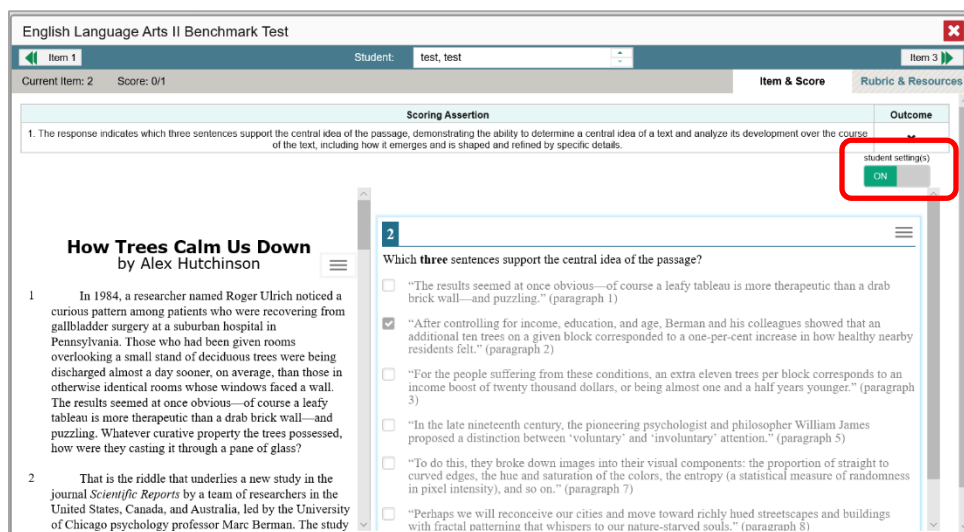 English Language Arts II Benchmark Test
Item 1
Student:
test, test
Item 3
Current Item: 2
Score: 0/1
Item & Score
Rubric & Resources
Scoring Assertion
Outcome
1. The response indicates which three sentences support the central idea of the passage, demonstrating the ability to determine a central idea of a text and analyze its development over the course
of the text, including how it emerges and is shaped and refined by specific details.
student setting(s)
ON
How Trees Calm Us Down
by Alex Hutchinson
1 In 1984, a researcher named Roger Ulrich noticed a
curious pattern among patients who were recovering from
gallbladder surgery at a suburban hospital in
Pennsylvania. Those who had been given rooms
overlooking a small stand of deciduous trees were being
discharged almost a day sooner, on average, than those in
otherwise identical rooms whose windows faced a wall.
The results seemed at once obvious—of course a leafy
tableau is more therapeutic than a drab brick wall—and
puzzling. Whatever curative property the trees possessed,
how were they casting it through a pane of glass?
2 That is the riddle that underlies a new study in the
journal Scientific Reports by a team of researchers in the
United States, Canada, and Australia, led by the University
of Chicago psychology professor Marc Berman. The study
2
Which three sentences support the central idea of the passage?
“The results seemed at once obvious—of course a leafy tableau is more therapeutic than a drab
brick wall—and puzzling.” (paragraph 1)
“After controlling for income, education, and age, Berman and his colleagues showed that an
additional ten trees on a given block corresponded to a one-per-cent increase in how healthy nearby
residents felt.” (paragraph 2)
“For the people suffering from these conditions, an extra eleven trees per block corresponds to an
income boost of twenty thousand dollars, or being almost one and a half years younger.” (paragraph
3)
“In the late nineteenth century, the pioneering psychologist and philosopher William James
proposed a distinction between ‘voluntary’ and ‘involuntary’ attention.” (paragraph 5)
“To do this, they broke down images into their visual components: the proportion of straight to
curved edges, the hue and saturation of the colors, the entropy (a statistical measure of randomness
in pixel intensity), and so on.” (paragraph 7)
“Perhaps we will reconceive our cities and move toward richly hued streetscapes and buildings
with fractal patterning that whispers to our nature-starved souls.” (paragraph 8)